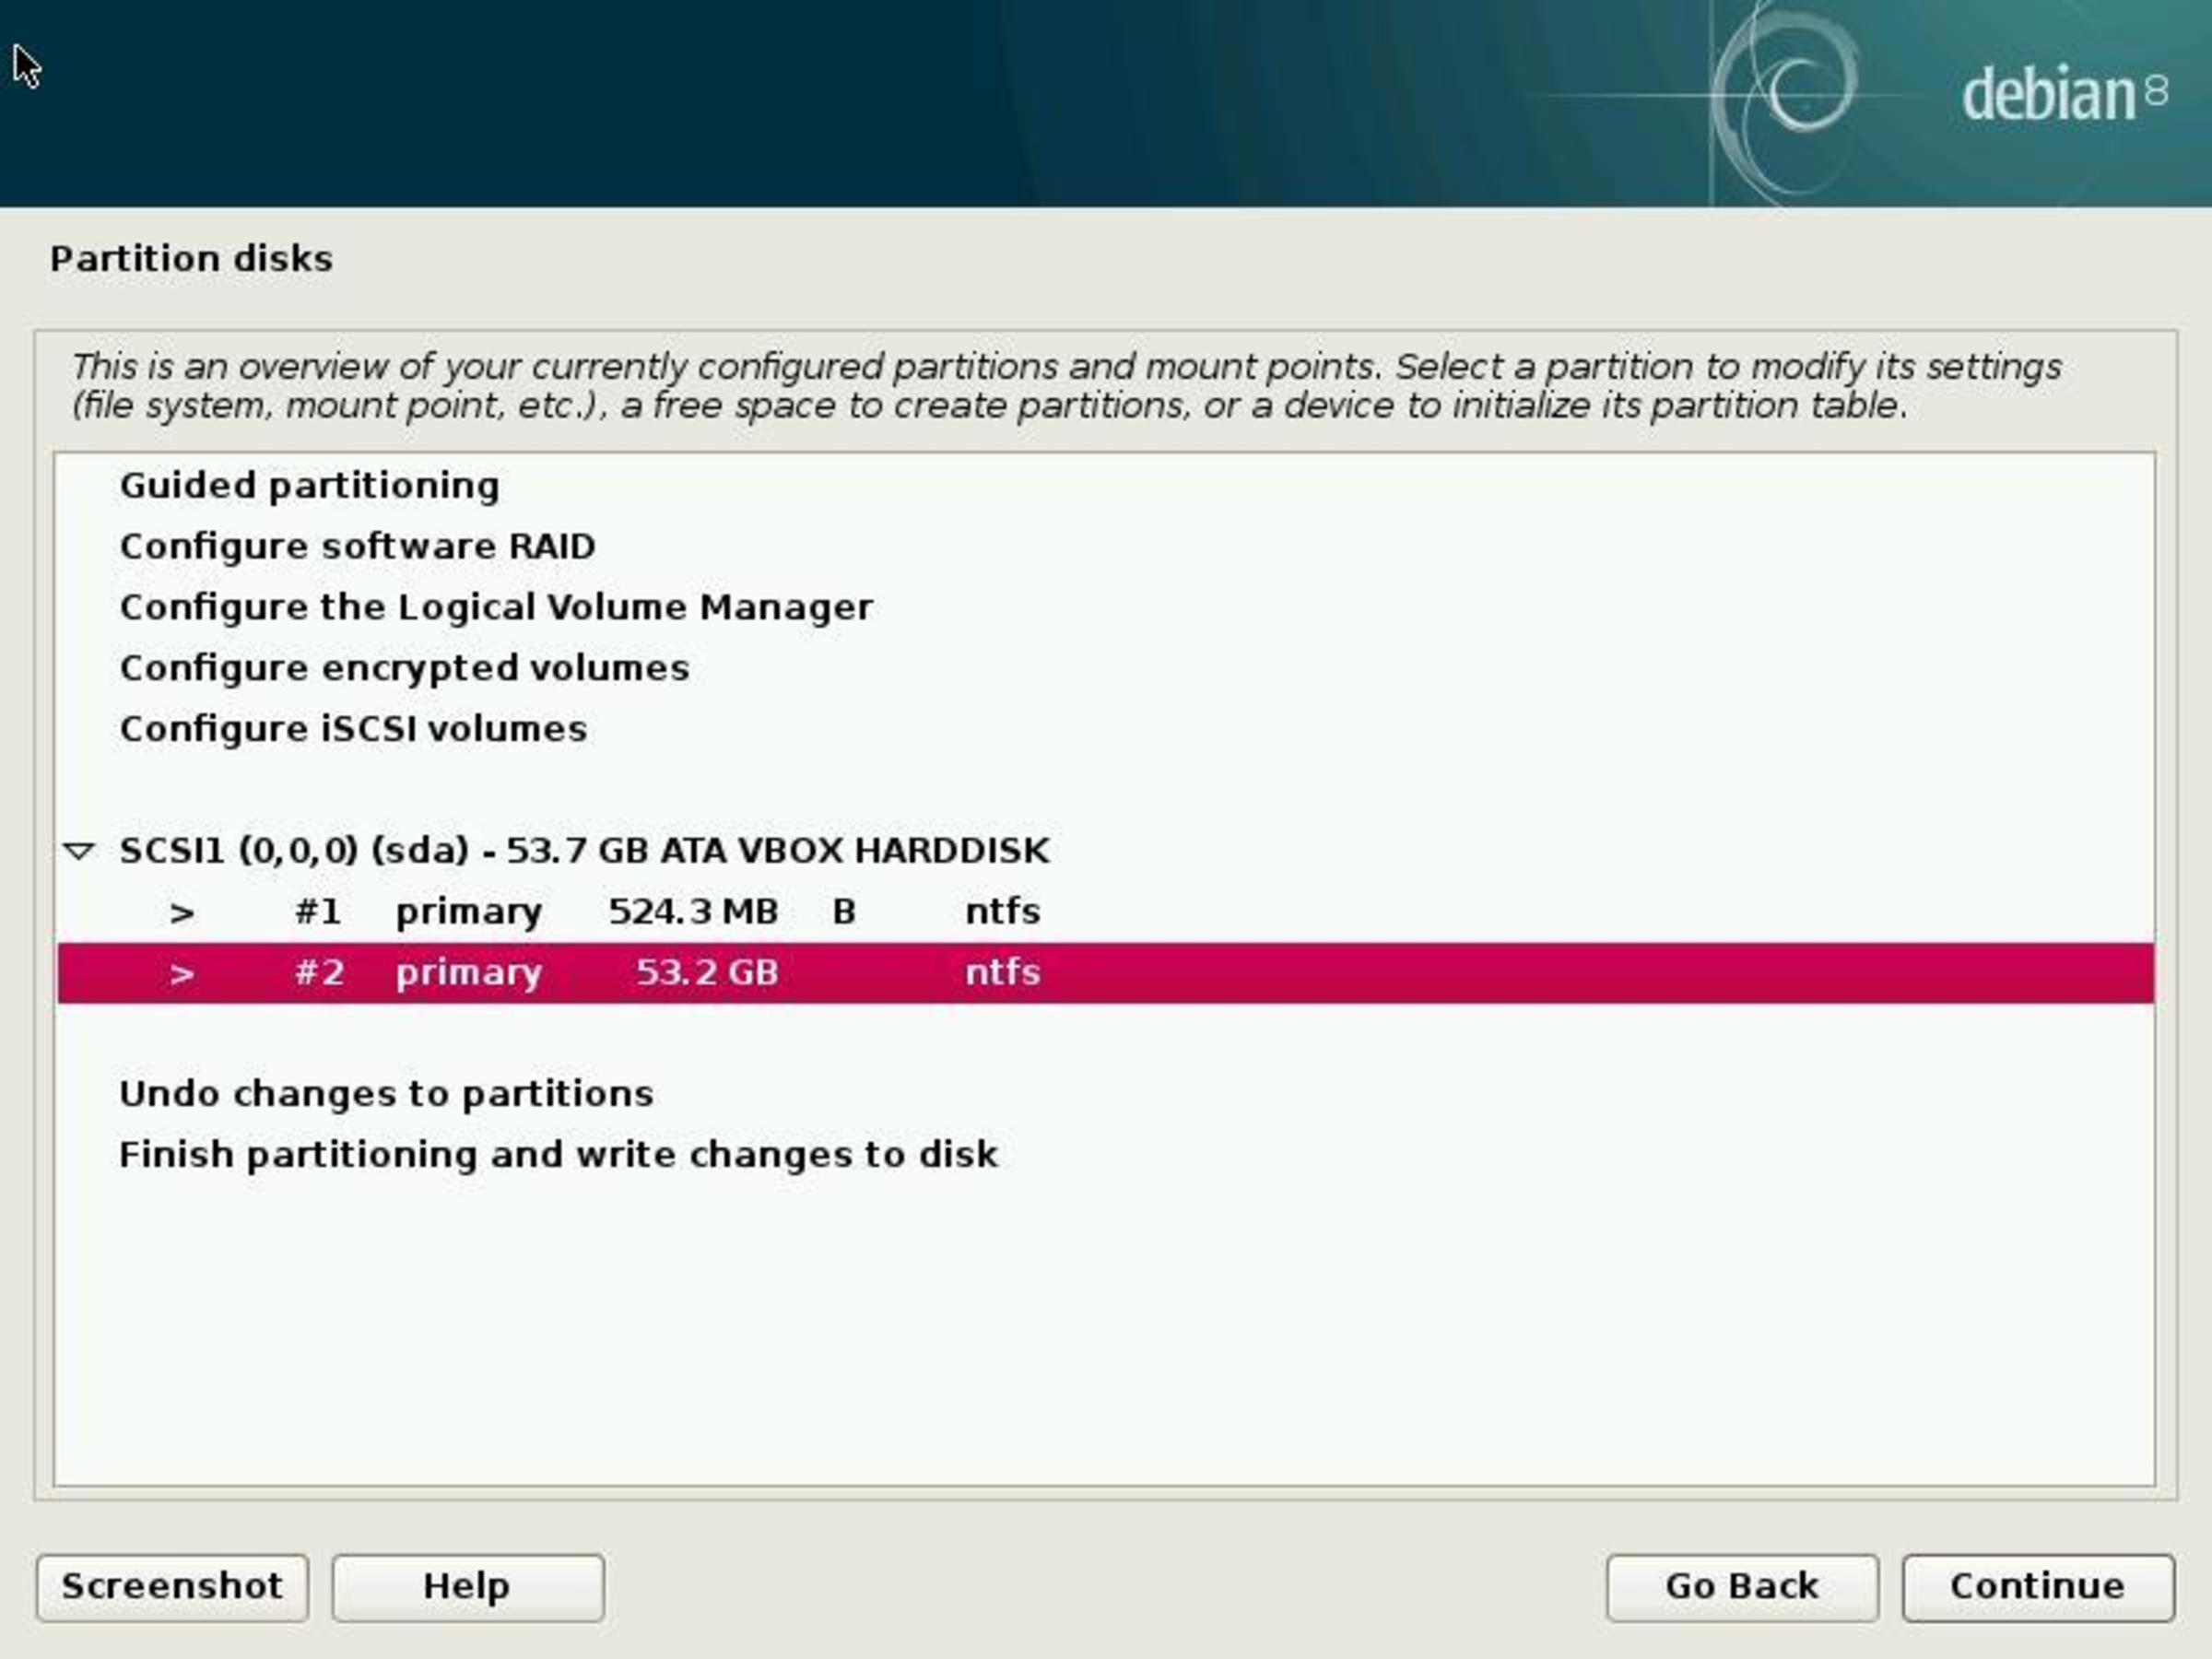 debian 8
Partition disks
This is an overview of your currently configured partitions and mount points. Select a partition to modify its settings
(file system, mount point, etc.), a free space to create partitions, or a device to initialize its partition table.
Guided partitioning
Configure software RAID
Configure the Logical Volume Manager
Configure encrypted volumes
Configure iSCSI volumes
SCSI1 (0,0,0) (sda) - 53.7 GB ATA VBOX HARDDISK
> #1 primary 524.3 MB B ntfs
> #2 primary 53.2 GB ntfs
Undo changes to partitions
Finish partitioning and write changes to disk
Screenshot Help Go Back Continue